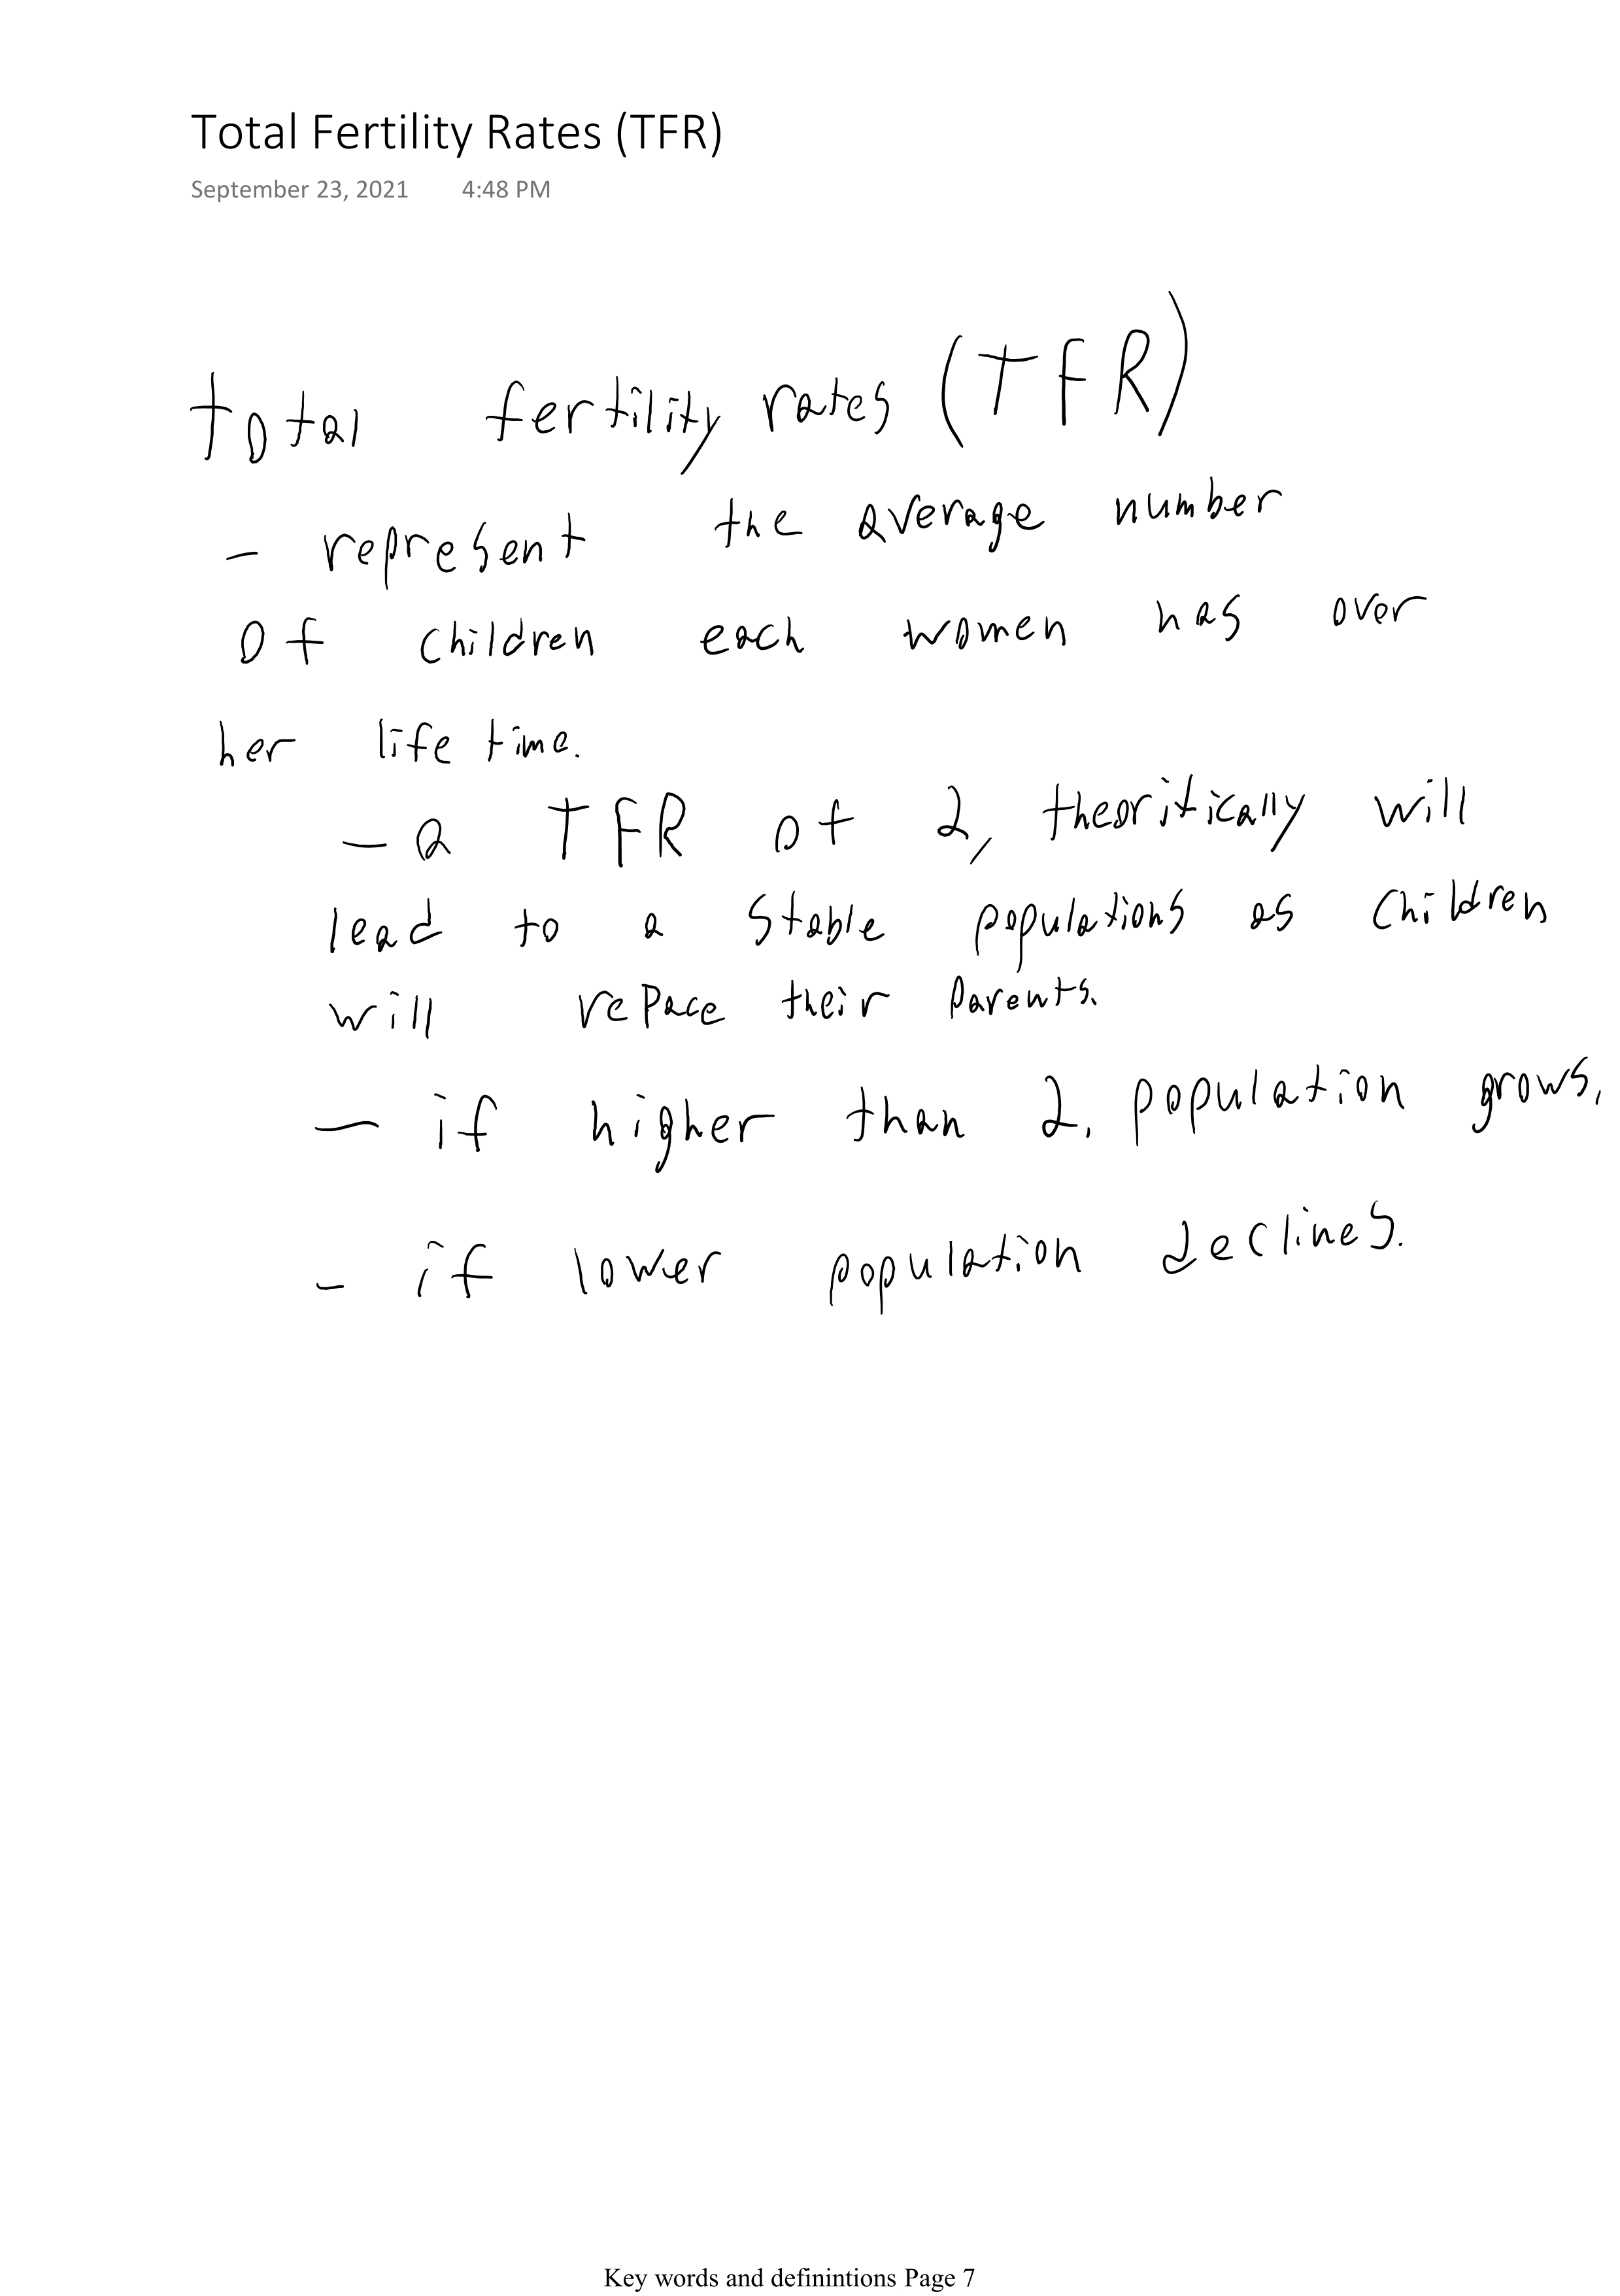 Total Fertility Rates (TFR)
September 23, 2021 4:48 PM
total fertility rates (TFR)
- represent the average number
of children each women has over
her life time.
- a TFR of 2, theoritically will
lead to a stable populations as children
will repace their parents.
- if higher than 2, population grows,
- if lower population declines.
Key words and definintions Page 7